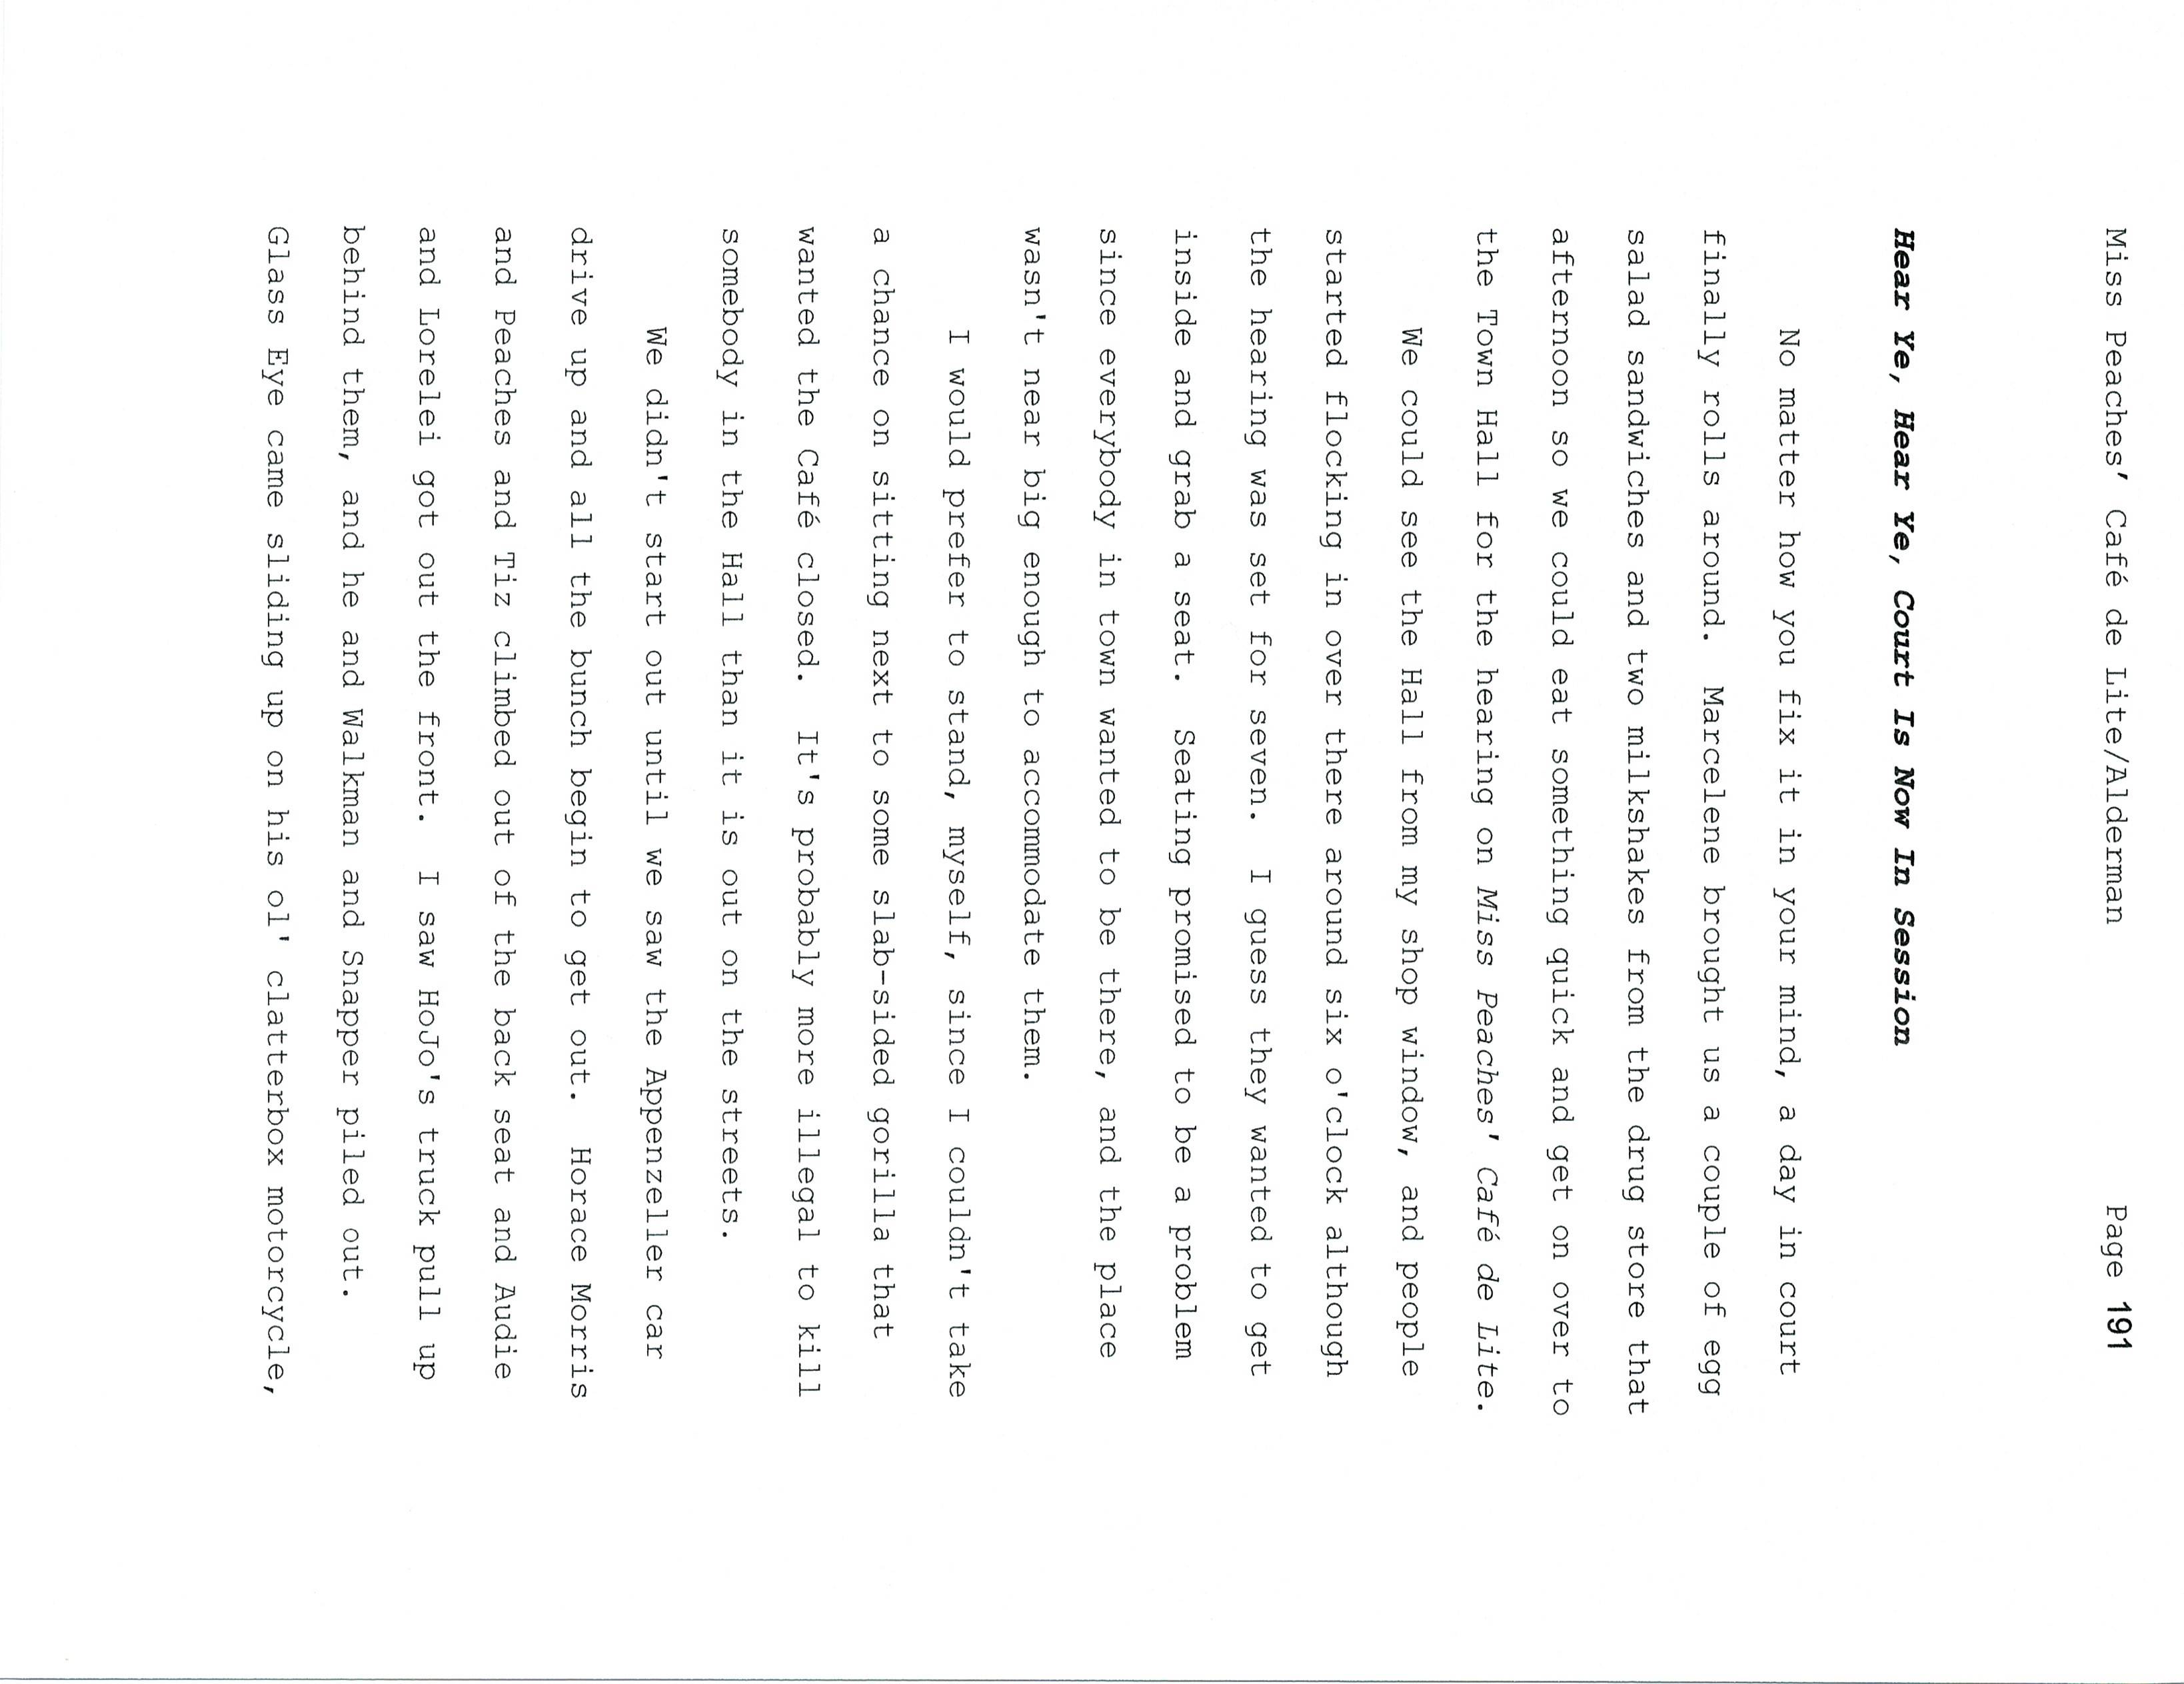 Miss Peaches’ Café de Lite/Alderman Page 191
Hear Ye, Hear Ye, Court Is Now In Session
No matter how you fix it in your mind, a day in court
finally rolls around.  Marcelene brought us a couple of egg
salad sandwiches and two milkshakes from the drug store that
afternoon so we could eat something quick and get on over to
the Town Hall for the hearing on Miss Peaches' Café de Lite.
We could see the Hall from my shop window, and people
started flocking in over there around six o'clock although
the hearing was set for seven.  I guess they wanted to get
inside and grab a seat.  Seating promised to be a problem
since everybody in town wanted to be there, and the place
wasn't near big enough to accommodate them.
I would prefer to stand, myself, since I couldn't take
a chance on sitting next to some slab-sided gorilla that
wanted the Café closed.  It's probably more illegal to kill
somebody in the Hall than it is out on the streets.
We didn't start out until we saw the Appenzeller car
drive up and all the bunch begin to get out.  Horace Morris
and Peaches and Tiz climbed out of the back seat and Audie
and Lorelei got out the front.  I saw HoJo's truck pull up
behind them, and he and Walkman and Snapper piled out.
Glass Eye came sliding up on his ol' clatterbox motorcycle,